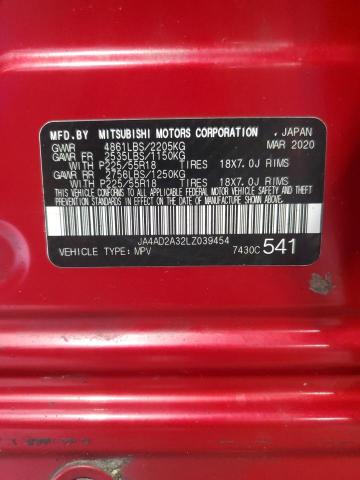 MFD.BY MITSUBISHI MOTORS CORPORATION , JAPAN
GVWR 4861LBS/2205KG MAR 2020
GAWR FR 2535LBS/1150KG
WITH P225/55R18 TIRES 18X7.0J RIMS
GAWR RR 2756LBS/1250KG
WITH P225/55R18 TIRES 18X7.0J RIMS
THIS VEHICLE CONFORMS TO ALL APPLICABLE
FEDERAL MOTOR VEHICLE SAFETY AND
THEFT PREVENTION STANDARDS IN EFFECT ON
THE DATE OF MANUFACTURE SHOWN ABOVE.
JA4AD2A32LZ039454
VEHICLE TYPE: MPV 7430C 541